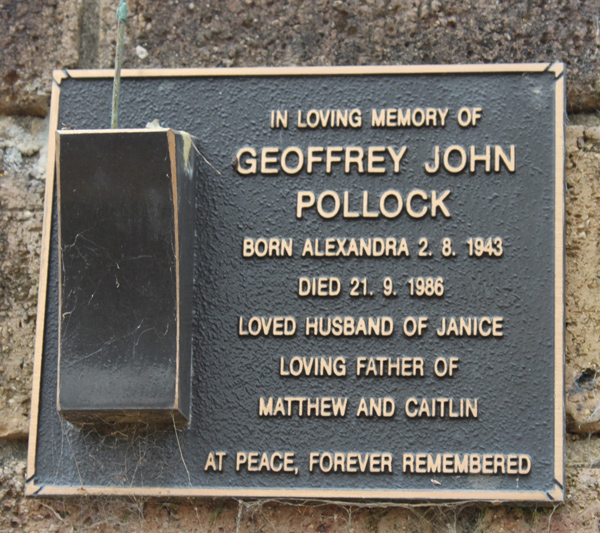 IN LOVING MEMORY OF
GEOFFREY JOHN
POLLOCK
BORN ALEXANDRA 2. 8. 1943
DIED 21. 9. 1986
LOVED HUSBAND OF JANICE
LOVING FATHER OF
MATTHEW AND CAITLIN
AT PEACE, FOREVER REMEMBERED